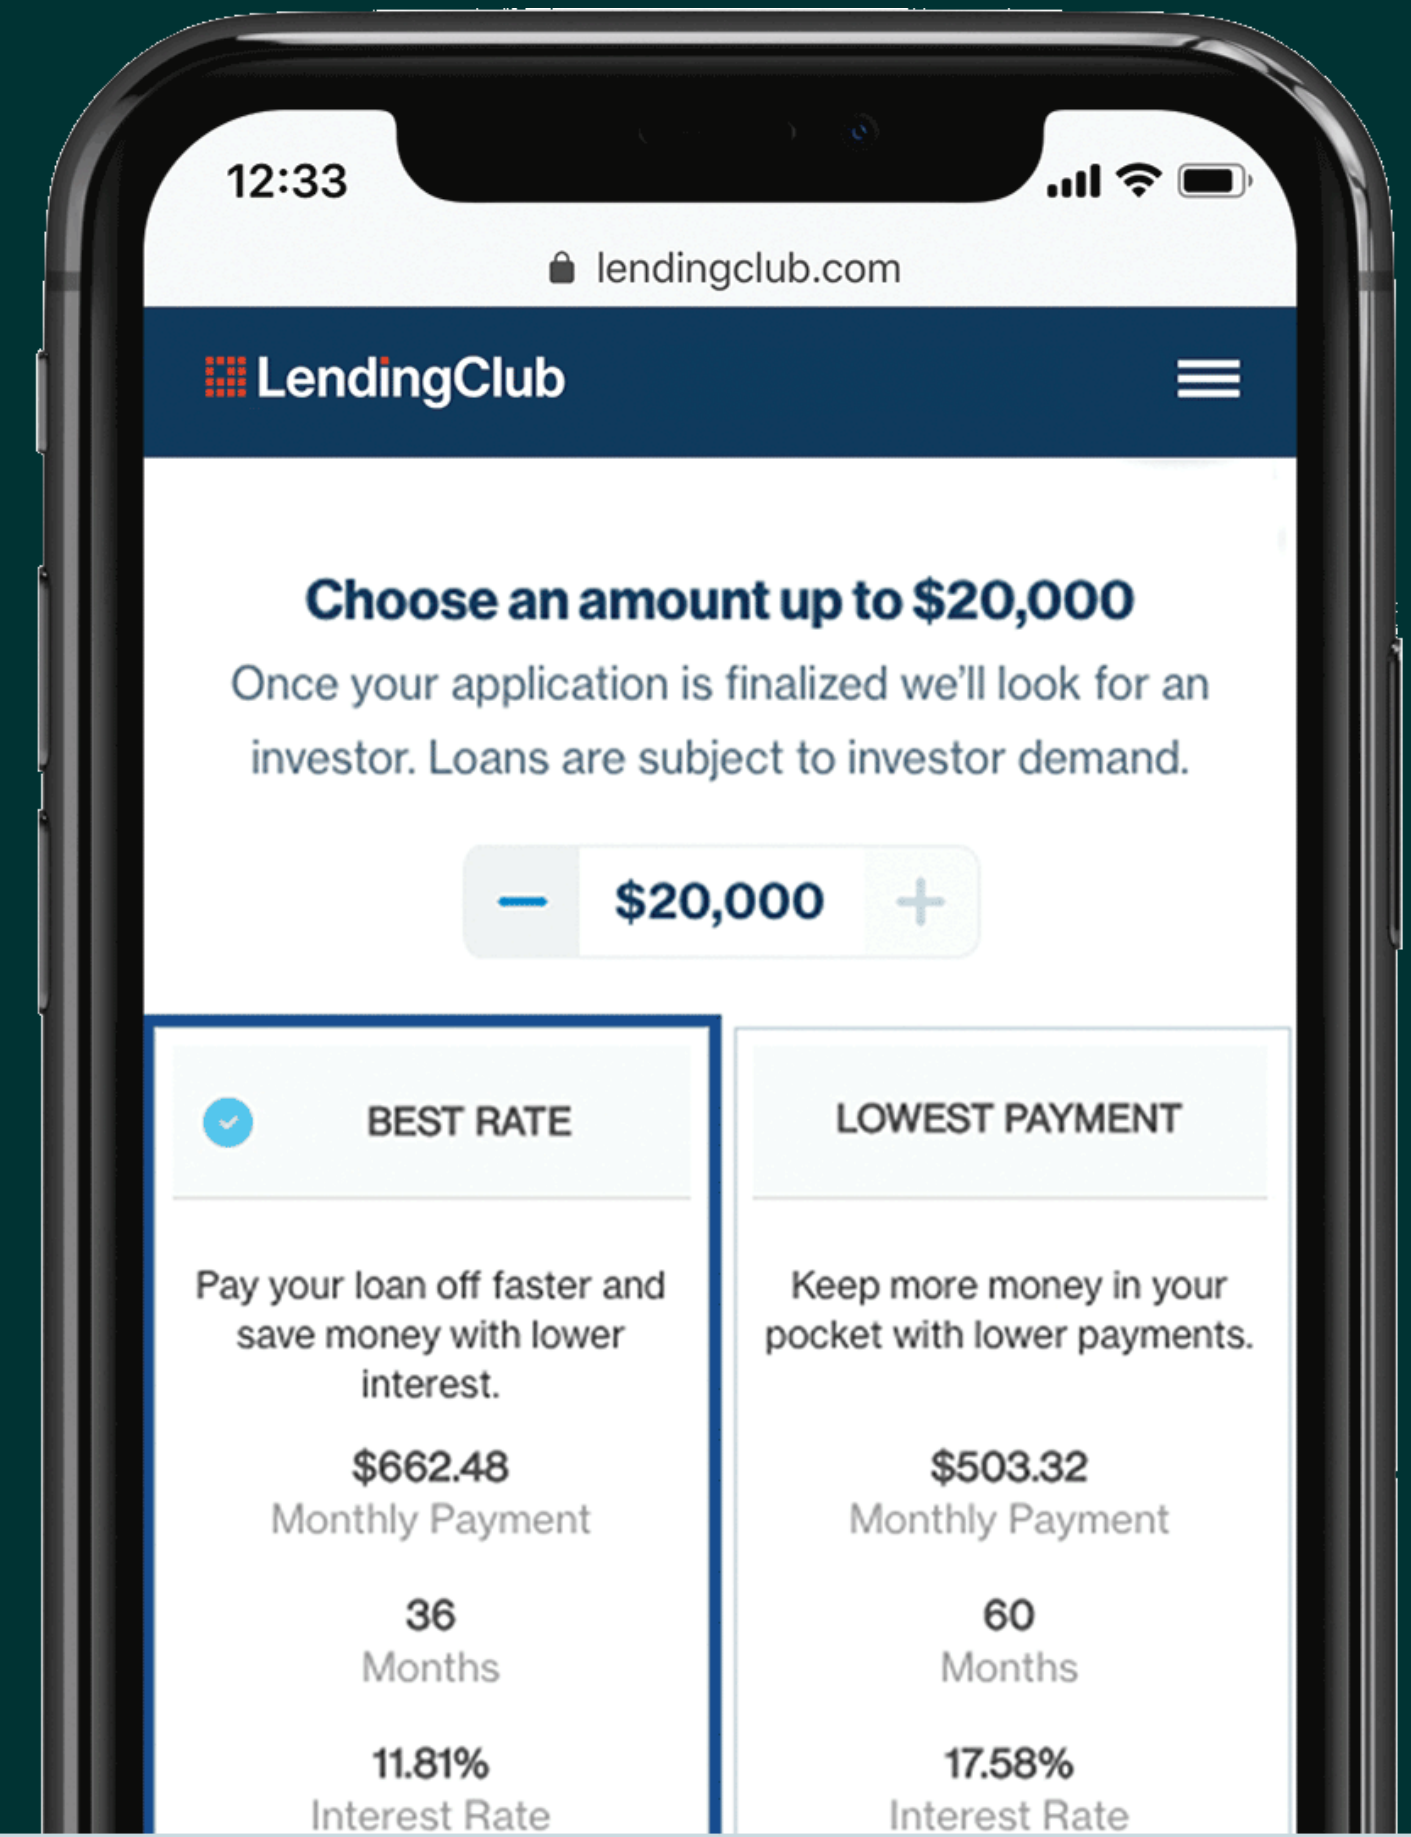 12:33
lendingclub.com
LendingClub
Choose an amount up to $20,000
Once your application is finalized we'll look for an
investor. Loans are subject to investor demand.
$20,000
BEST RATE
Pay your loan off faster and
save money with lower
interest.
$662.48
Monthly Payment
36
Months
11.81%
Interest Rate
LOWEST PAYMENT
Keep more money in your
pocket with lower payments.
$503.32
Monthly Payment
60
Months
17.58%
Interest Rate